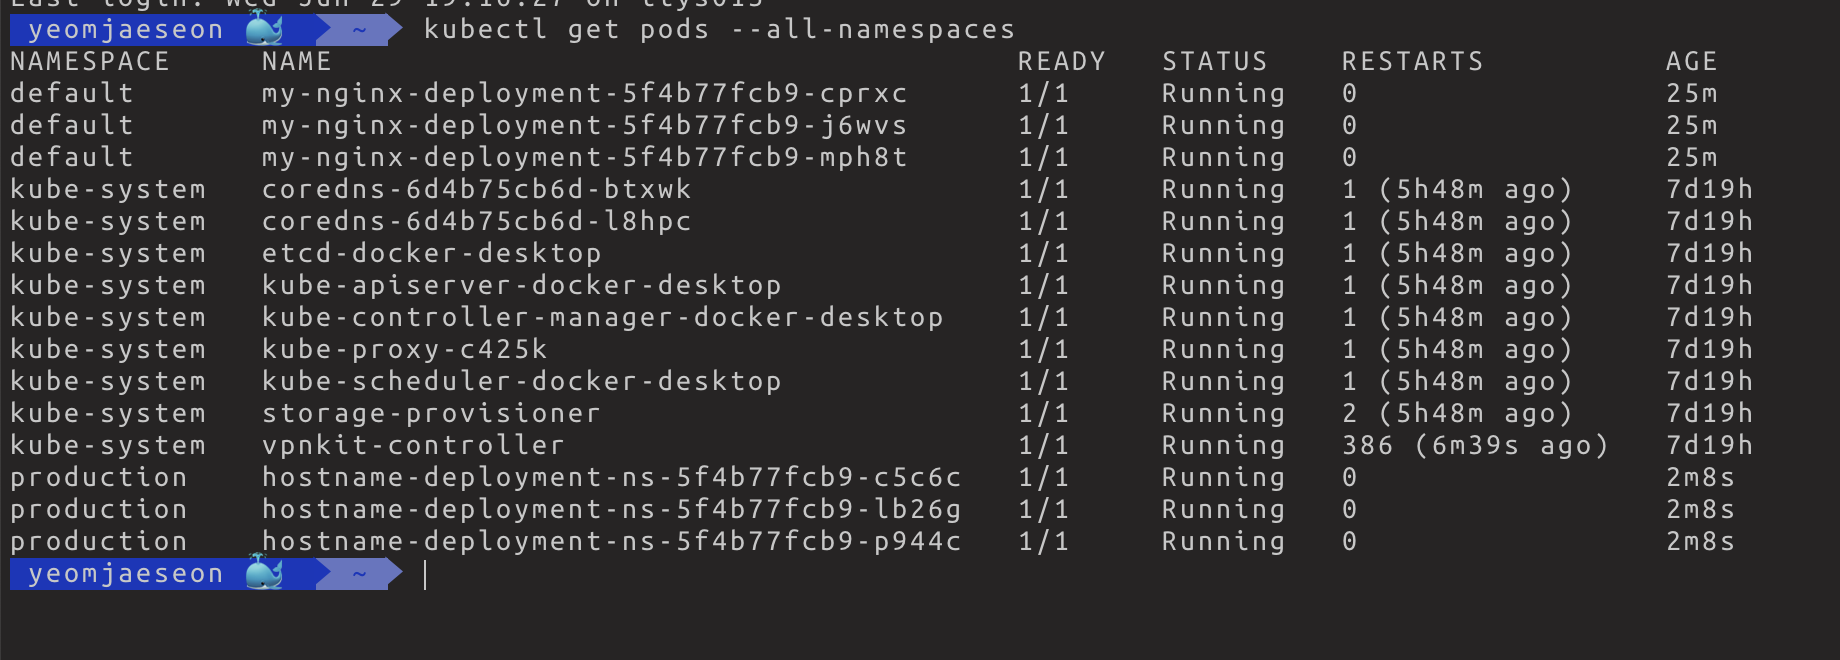 yeomjaeseon 🐳 ~ kubectl get pods --all-namespaces
NAMESPACE NAME READY STATUS RESTARTS AGE
default my-nginx-deployment-5f4b77fcb9-cprxc 1/1 Running 0 25m
default my-nginx-deployment-5f4b77fcb9-j6wvs 1/1 Running 0 25m
default my-nginx-deployment-5f4b77fcb9-mph8t 1/1 Running 0 25m
kube-system coredns-6d4b75cb6d-btxwk 1/1 Running 1 (5h48m ago) 7d19h
kube-system coredns-6d4b75cb6d-l8hpc 1/1 Running 1 (5h48m ago) 7d19h
kube-system etcd-docker-desktop 1/1 Running 1 (5h48m ago) 7d19h
kube-system kube-apiserver-docker-desktop 1/1 Running 1 (5h48m ago) 7d19h
kube-system kube-controller-manager-docker-desktop 1/1 Running 1 (5h48m ago) 7d19h
kube-system kube-proxy-c425k 1/1 Running 1 (5h48m ago) 7d19h
kube-system kube-scheduler-docker-desktop 1/1 Running 1 (5h48m ago) 7d19h
kube-system storage-provisioner 1/1 Running 2 (5h48m ago) 7d19h
kube-system vpnkit-controller 1/1 Running 386 (6m39s ago) 7d19h
production hostname-deployment-ns-5f4b77fcb9-c5c6c 1/1 Running 0 2m8s
production hostname-deployment-ns-5f4b77fcb9-lb26g 1/1 Running 0 2m8s
production hostname-deployment-ns-5f4b77fcb9-p944c 1/1 Running 0 2m8s
yeomjaeseon 🐳 ~